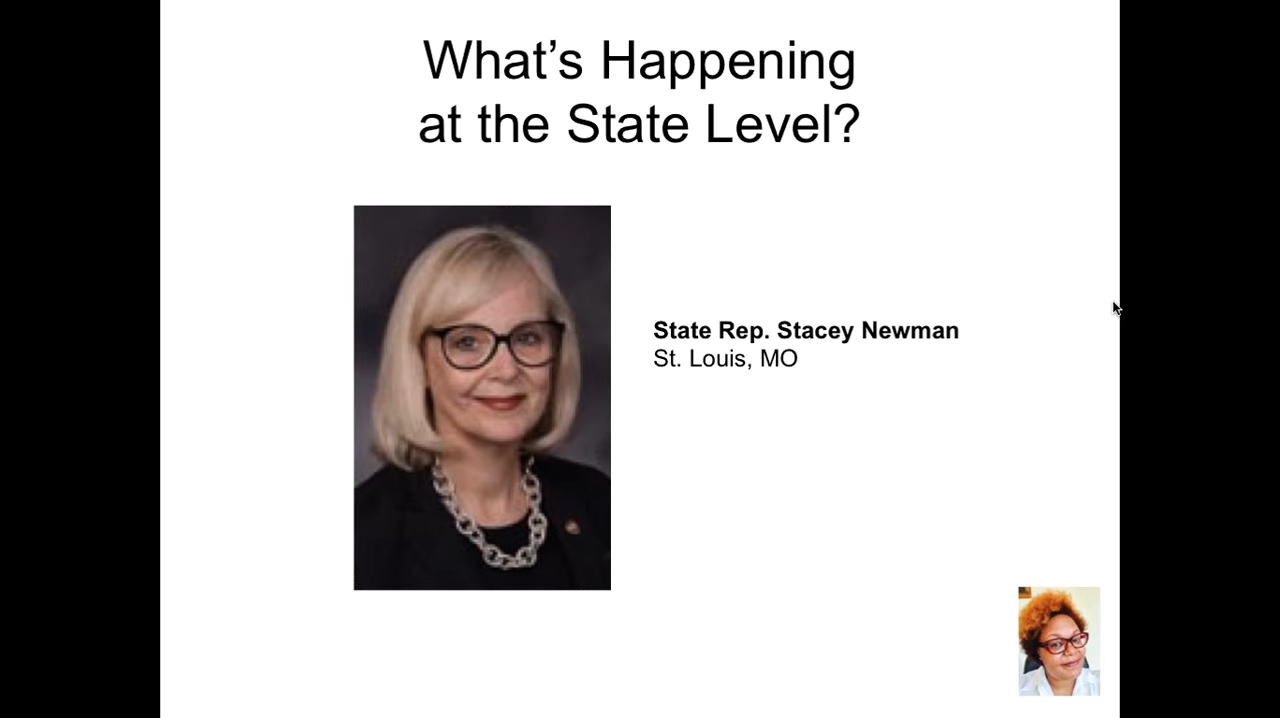 What’s Happening
at the State Level?
State Rep. Stacey Newman
St. Louis, MO